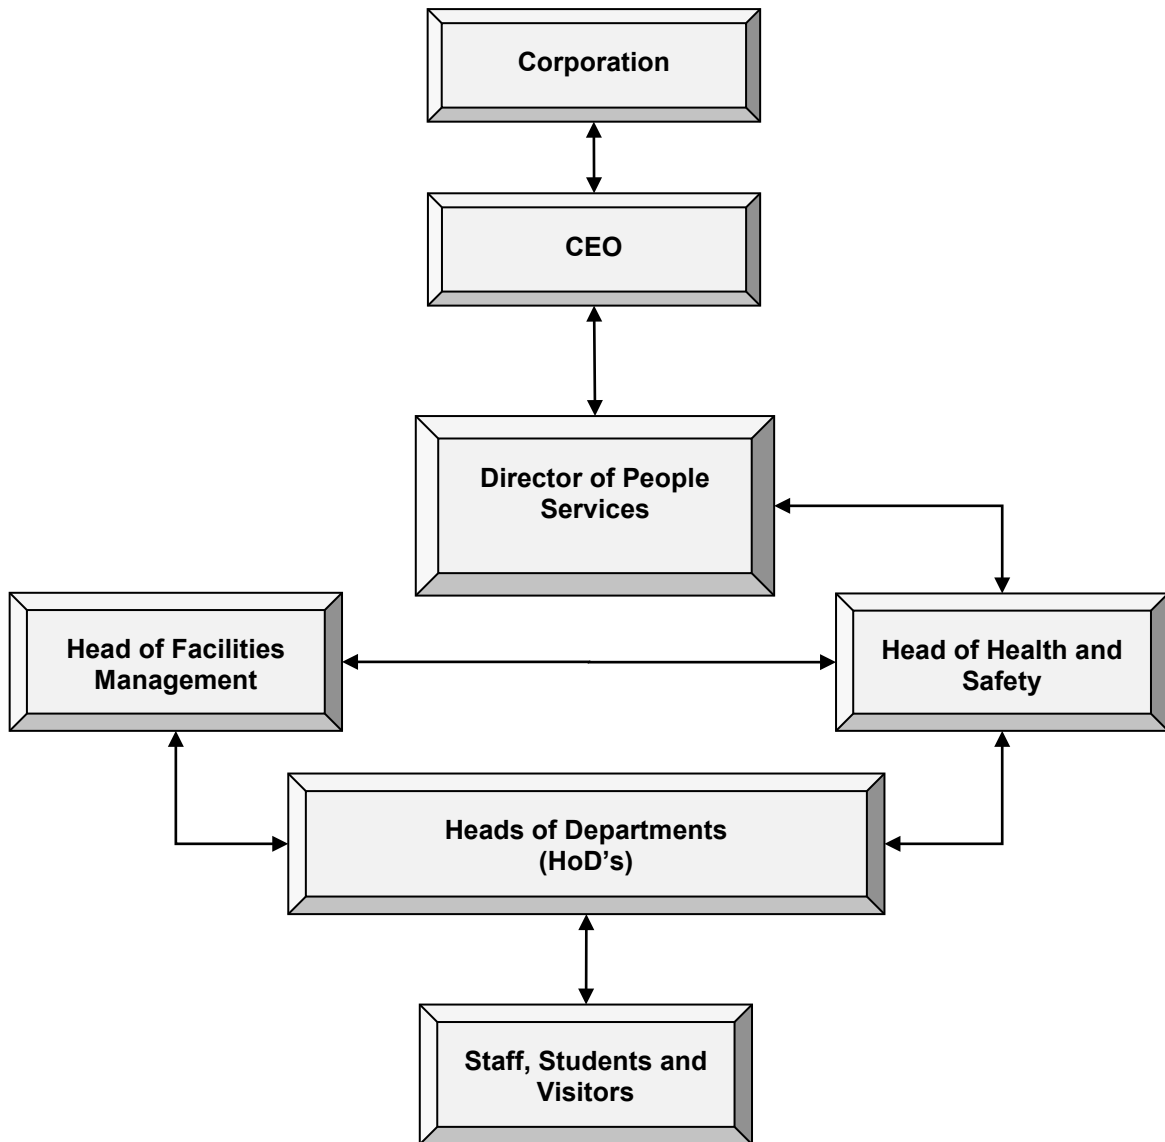 Corporation
CEO
Director of People
Services
Head of Facilities
Management
Head of Health and
Safety
Heads of Departments
(HoD’s)
Staff, Students and
Visitors